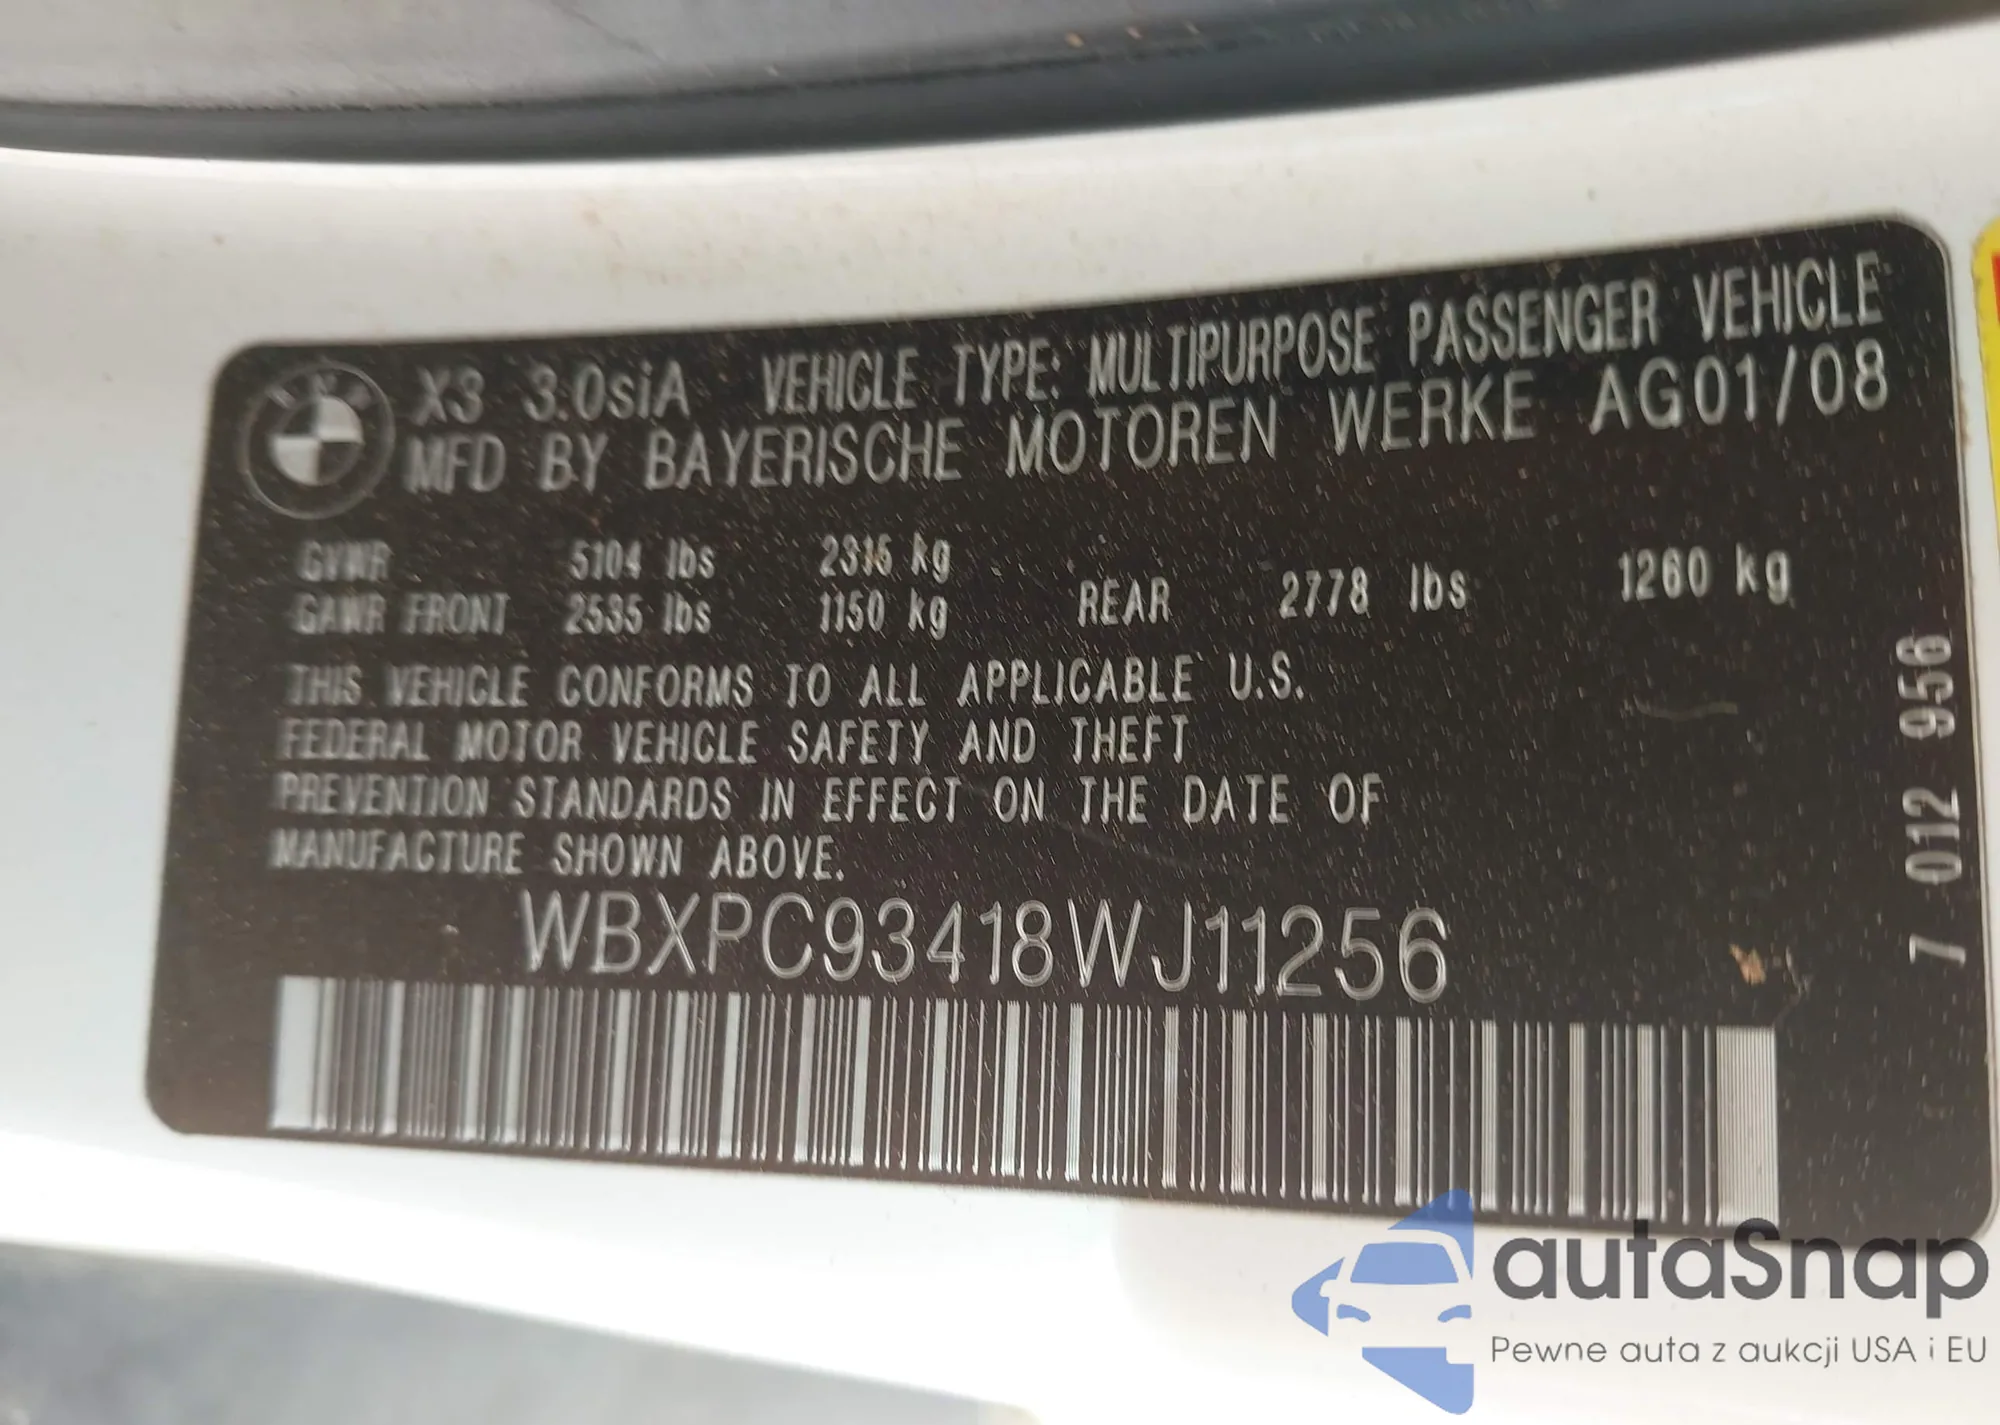 X3 3.0siA VEHICLE TYPE: MULTIPURPOSE PASSENGER VEHICLE
MFD BY BAYERISCHE MOTOREN WERKE AG01/08
GVWR 5104 lbs 2315 kg
GAWR FRONT 2535 lbs 1150 kg REAR 2778 lbs 1260 kg
THIS VEHICLE CONFORMS TO ALL APPLICABLE U.S.
FEDERAL MOTOR VEHICLE SAFETY AND THEFT
PREVENTION STANDARDS IN EFFECT ON THE DATE OF
MANUFACTURE SHOWN ABOVE.
WBXPC93418WJ11256
7 012 956
autaSnap
Pewne auta z aukcji USA i EU